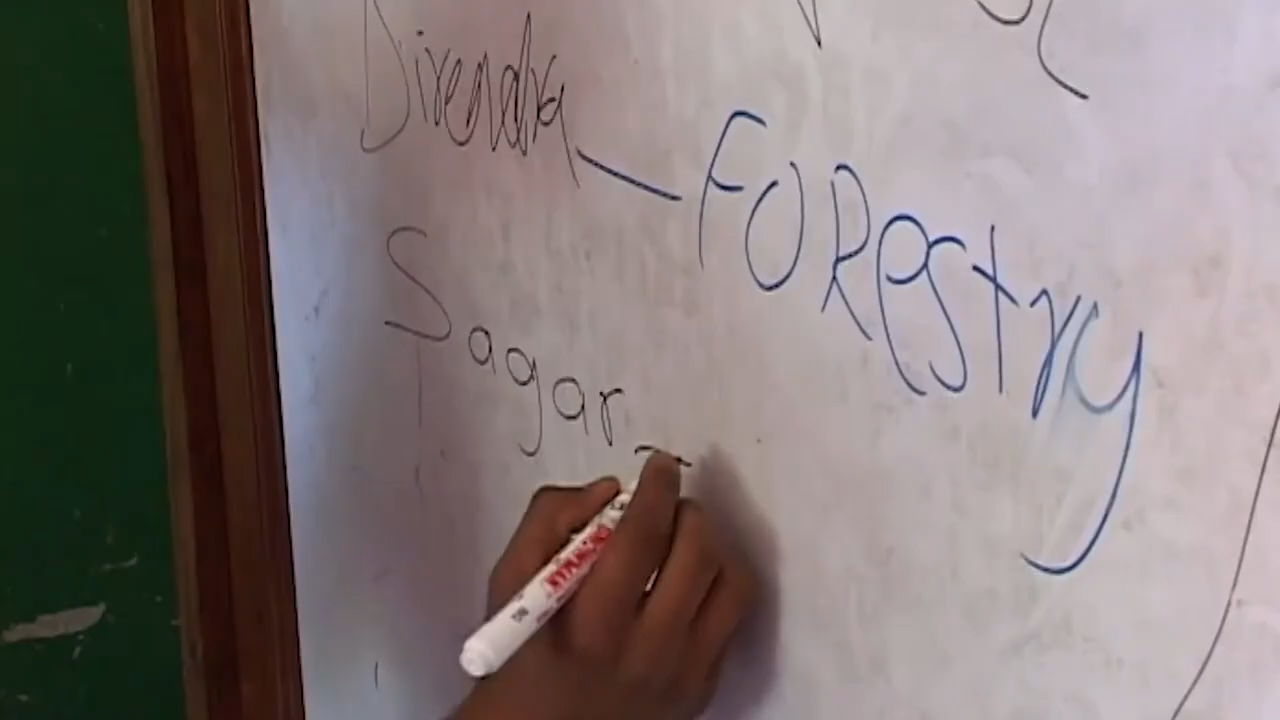 Direndra — FORestry
Sagar —